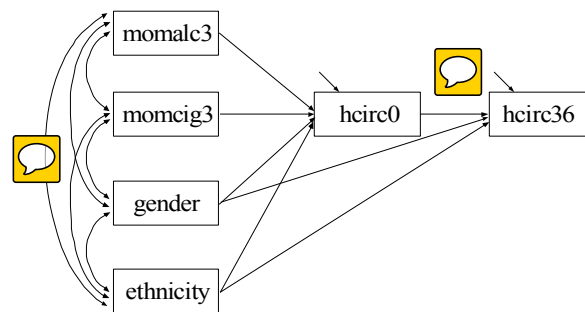 momalc3
momcig3
hcirc0
hcirc36
gender
ethnicity